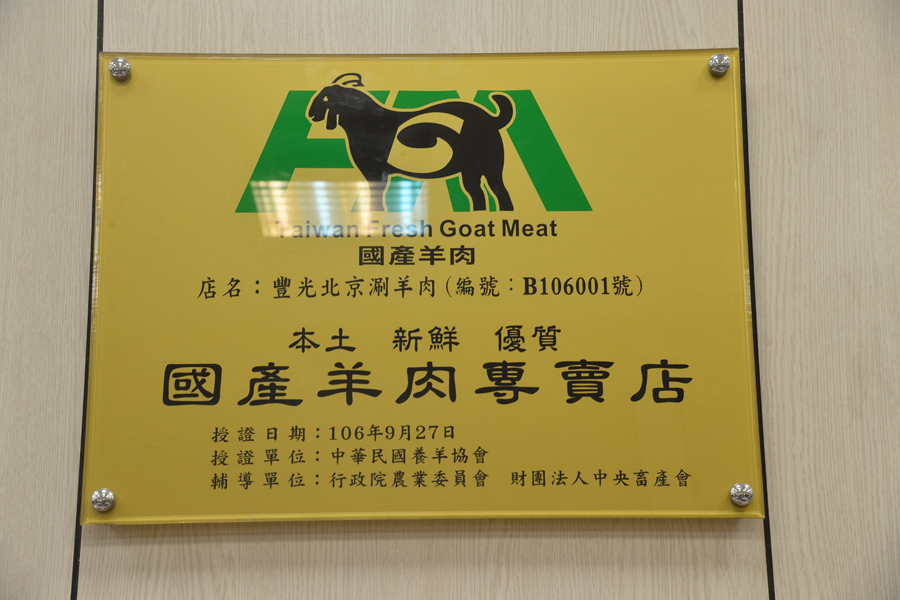 Taiwan Fresh Goat Meat
國產羊肉
店名：豐光北京涮羊肉（編號：B106001號）
本土 新鮮 優質
國產羊肉專賣店
授證日期：106年9月27日
授證單位：中華民國養羊協會
輔導單位：行政院農業委員會 財團法人中央畜產會